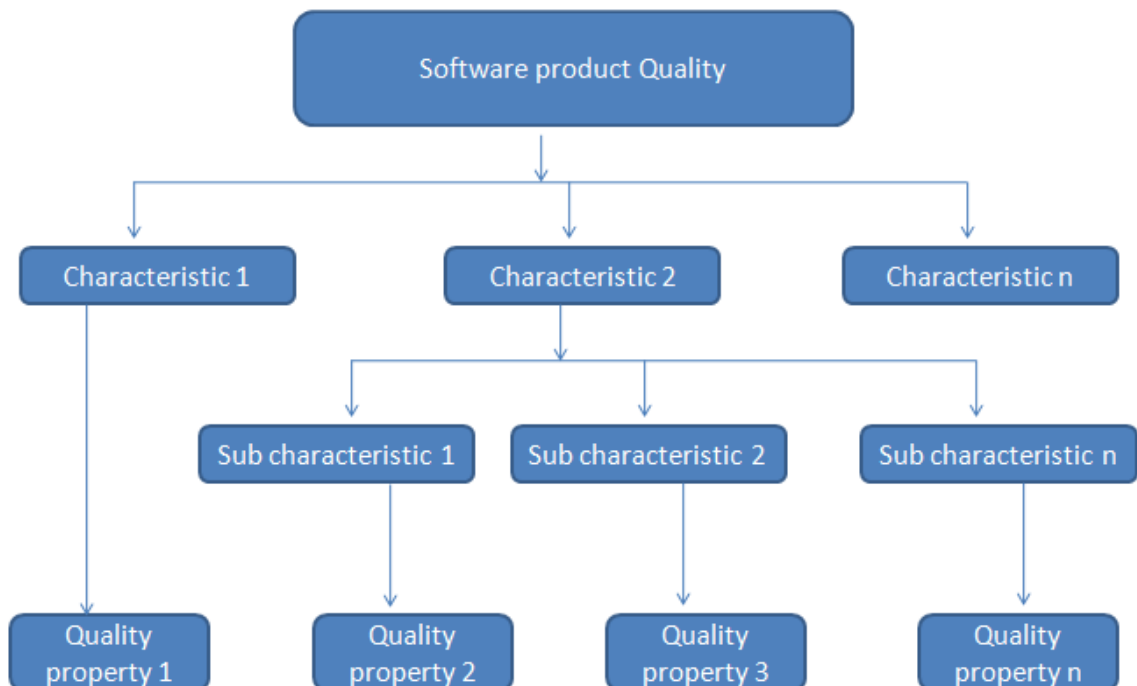 Software product Quality
Characteristic 1
Characteristic 2
Characteristic n
Sub characteristic 1
Sub characteristic 2
Sub characteristic n
Quality
property 1
Quality
property 2
Quality
property 3
Quality
property n